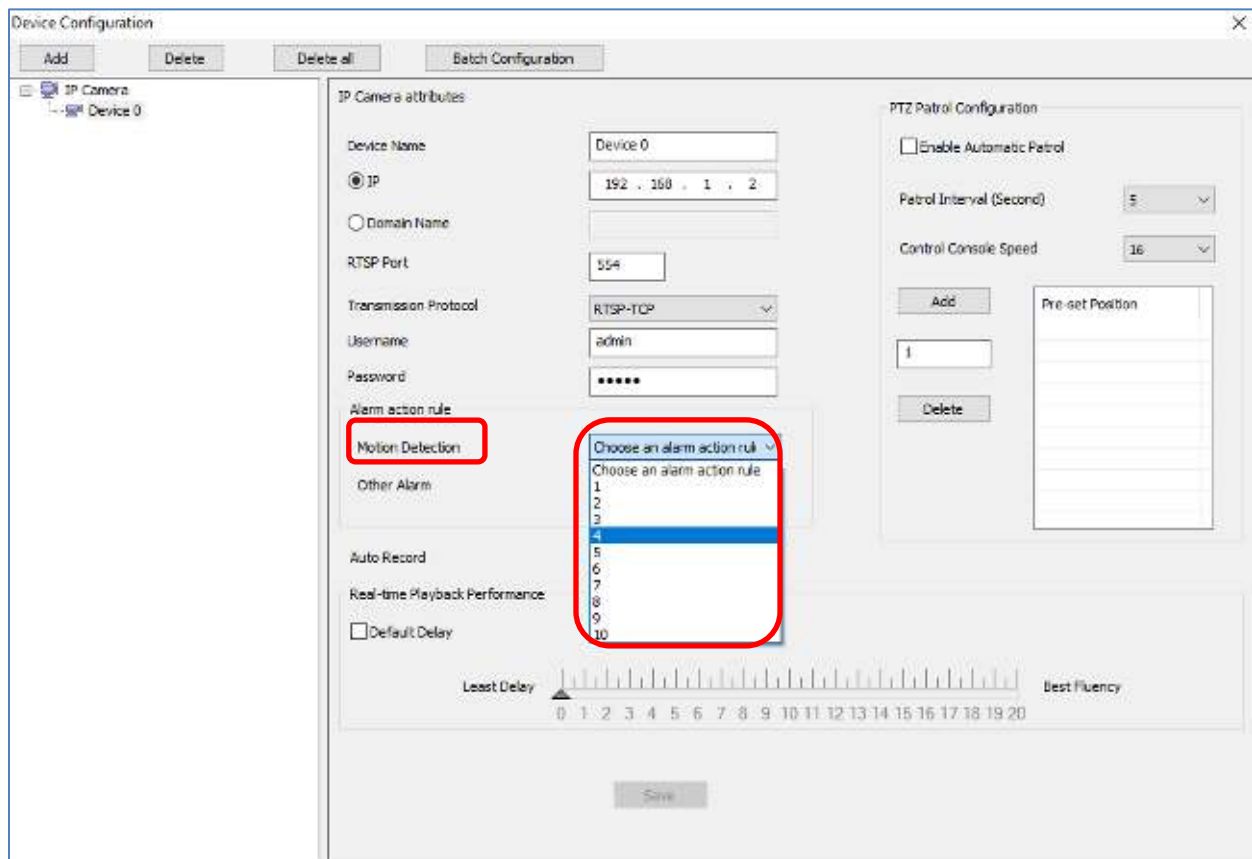 Device Configuration
Add Delete Delete all Batch Configuration
IP Camera
Device 0
IP Camera attributes
Device Name Device 0
IP 192 . 168 . 1 . 2
Domain Name
RTSP Port 554
Transmission Protocol RTSP-TCP
Username admin
Password •••••
Alarm action rule
Motion Detection Choose an alarm action rule
Choose an alarm action rule
1
Other Alarm
2
3
4
5
Auto Record
6
7
Real-time Playback Performance
8
9
Default Delay
10
Least Delay Best Fluency
0 1 2 3 4 5 6 7 8 9 10 11 12 13 14 15 16 17 18 19 20
Save
PTZ Patrol Configuration
Enable Automatic Patrol
Patrol Interval (Second) 5
Control Console Speed 16
Add Pre-set Position
1
Delete